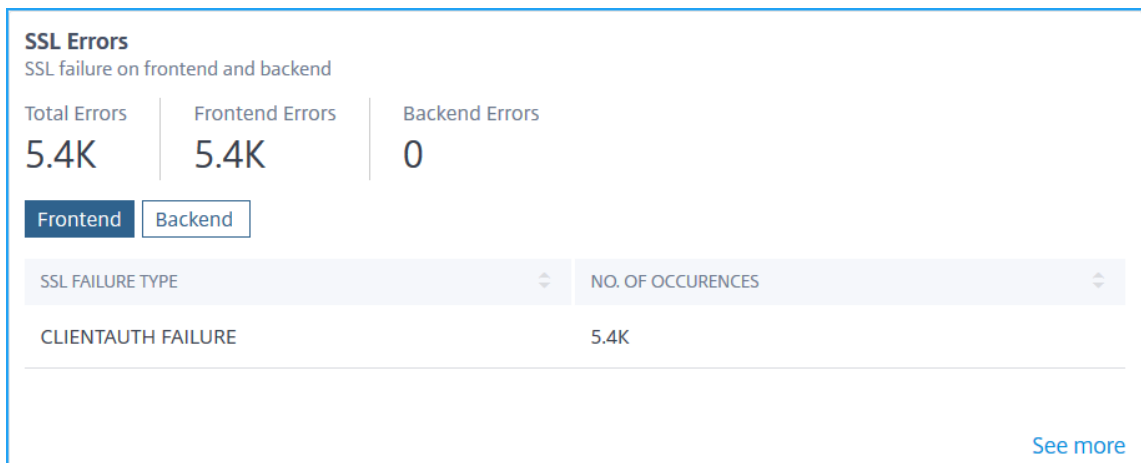 SSL Errors
SSL failure on frontend and backend
Total Errors Frontend Errors Backend Errors
5.4K 5.4K 0
Frontend Backend
SSL FAILURE TYPE NO. OF OCCURENCES
CLIENTAUTH FAILURE 5.4K
See more